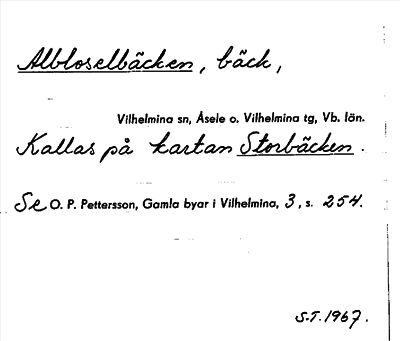 Albloselbäcken, bäck,
Vilhelmina sn, Åsele o. Vilhelmina tg, Vb. län.
Kallas på kartan Storbäcken.
Se O. P. Pettersson, Gamla byar i Vilhelmina, 3, s. 254.
S.T. 1967.